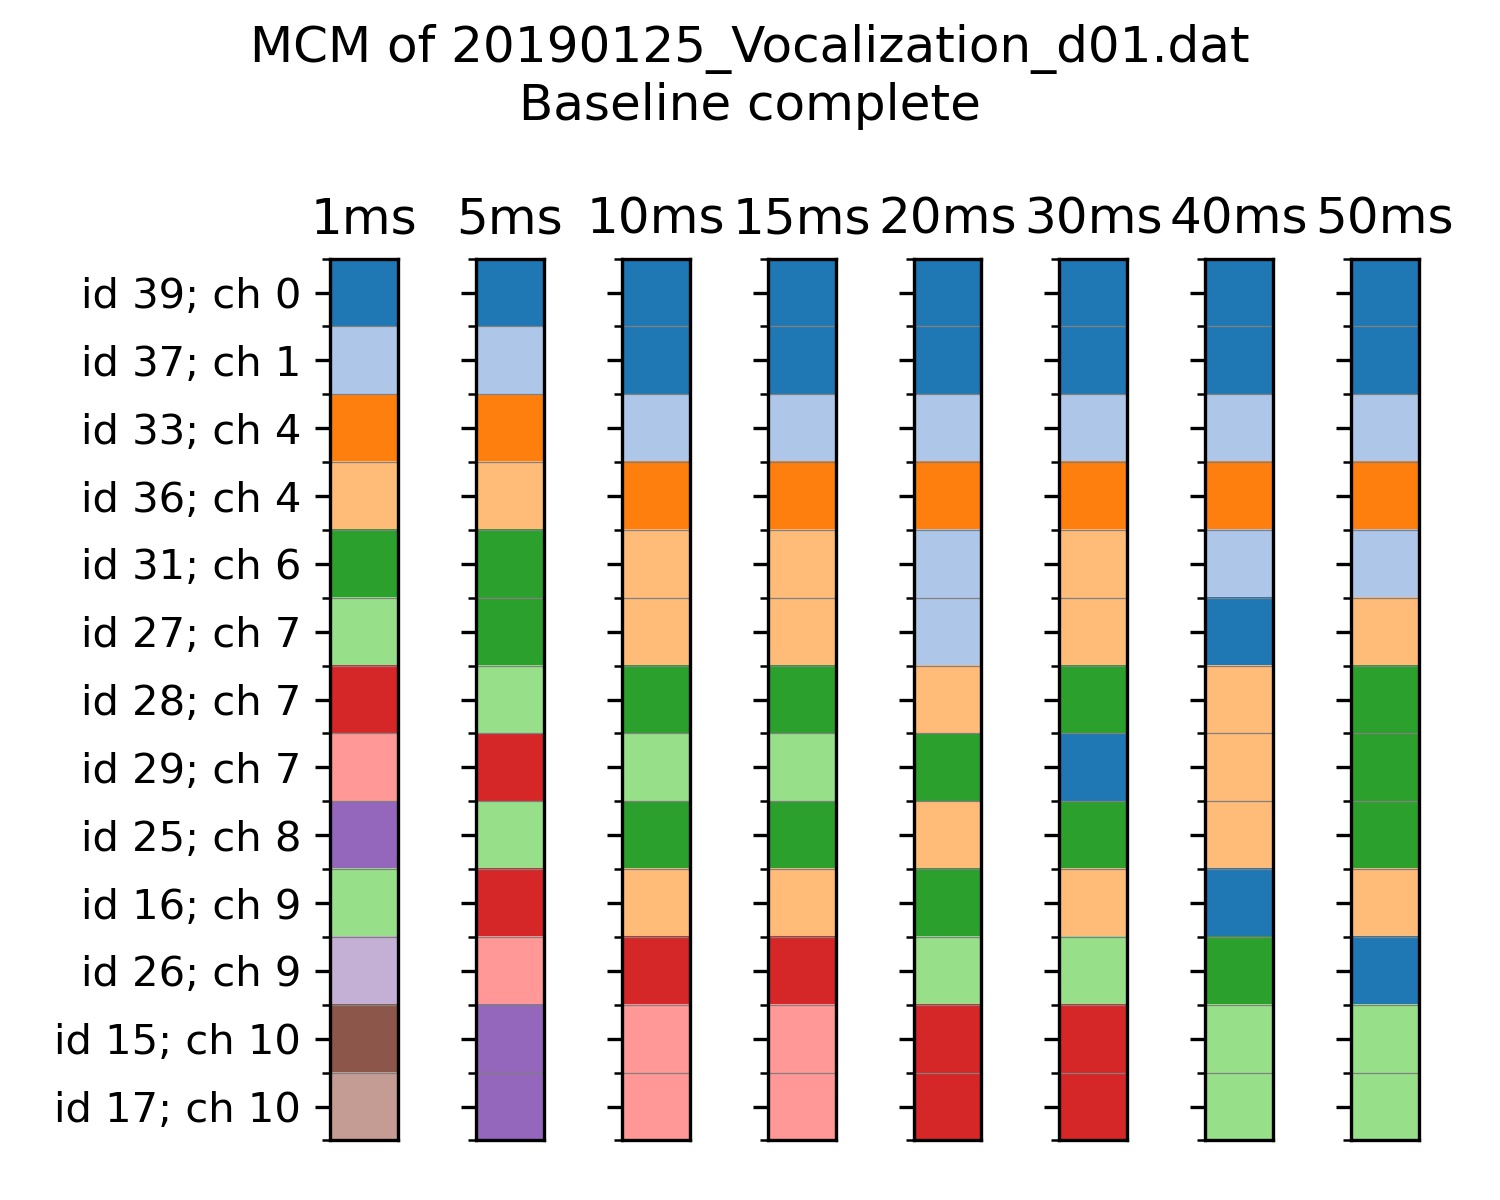 MCM of 20190125_Vocalization_d01.dat
Baseline complete
1ms 5ms 10ms 15ms 20ms 30ms 40ms 50ms
id 39; ch 0
id 37; ch 1
id 33; ch 4
id 36; ch 4
id 31; ch 6
id 27; ch 7
id 28; ch 7
id 29; ch 7
id 25; ch 8
id 16; ch 9
id 26; ch 9
id 15; ch 10
id 17; ch 10